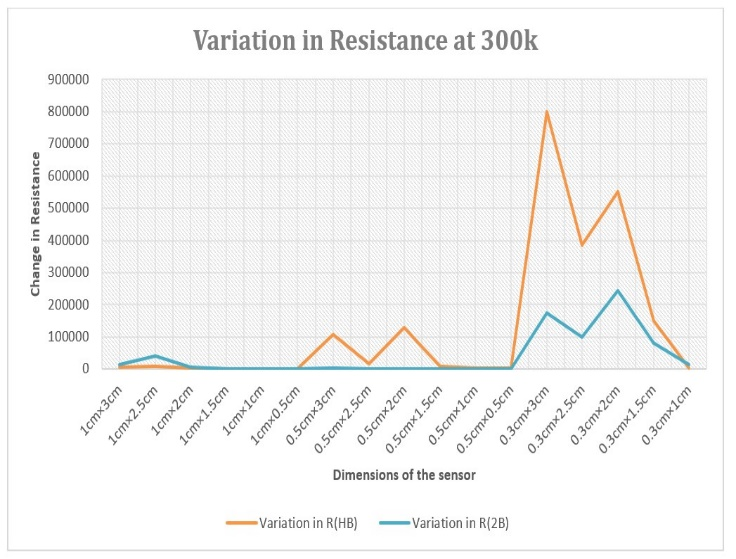 Variation in Resistance at 300k
900000
800000
700000
600000
500000
400000
300000
200000
100000
0
Change in Resistance
1cm×3cm
1cm×2.5cm
1cm×2cm
1cm×1.5cm
1cm×1cm
1cm×0.5cm
0.5cm×3cm
0.5cm×2.5cm
0.5cm×2cm
0.5cm×1.5cm
0.5cm×1cm
0.5cm×0.5cm
0.3cm×3cm
0.3cm×2.5cm
0.3cm×2cm
0.3cm×1.5cm
0.3cm×1cm
Dimensions of the sensor
Variation in R(HB)
Variation in R(2B)